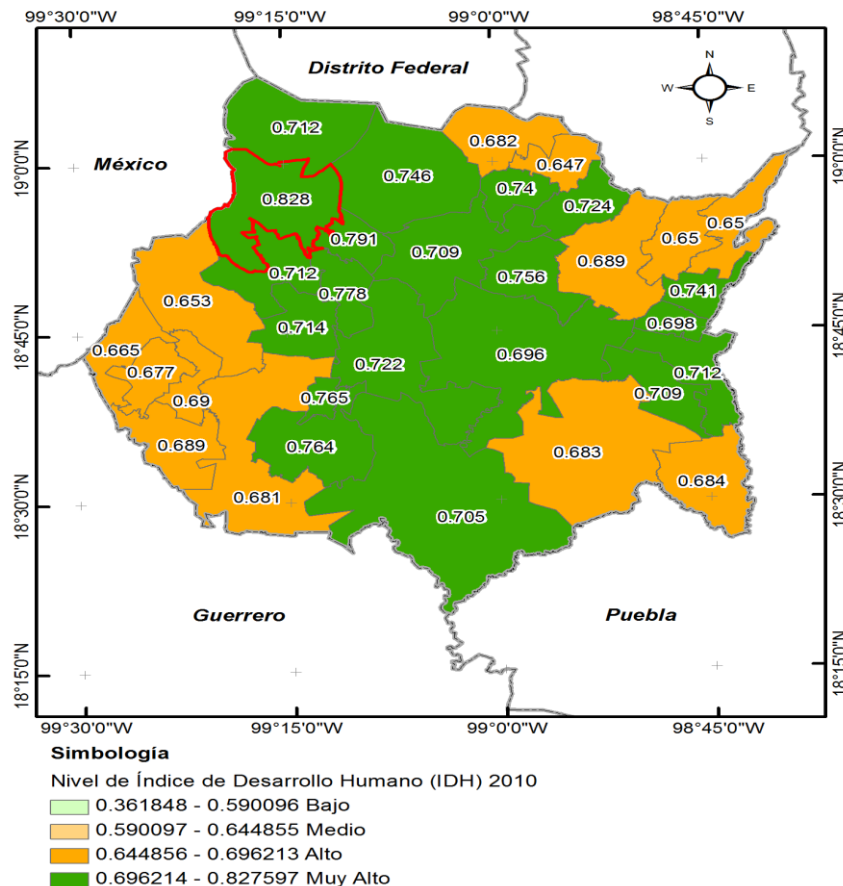 99°30'0"W 99°15'0"W 99°0'0"W 98°45'0"W
Distrito Federal
N
W E
S
0.712
0.682
México
19°0'0"N 19°0'0"N
0.647
0.746
0.74
0.828
0.724
0.65
0.791
0.65
0.709
0.689
0.712
0.756
0.778
0.741
0.653
0.714
0.698
18°45'0"N 18°45'0"N
0.665
0.696
0.722
0.677
0.712
0.765
0.709
0.69
0.689
0.764
0.683
0.684
0.681
18°30'0"N 18°30'0"N
0.705
Guerrero Puebla
18°15'0"N 18°15'0"N
99°30'0"W 99°15'0"W 99°0'0"W 98°45'0"W
Simbología
Nivel de Índice de Desarrollo Humano (IDH) 2010
0.361848 - 0.590096 Bajo
0.590097 - 0.644855 Medio
0.644856 - 0.696213 Alto
0.696214 - 0.827597 Muy Alto